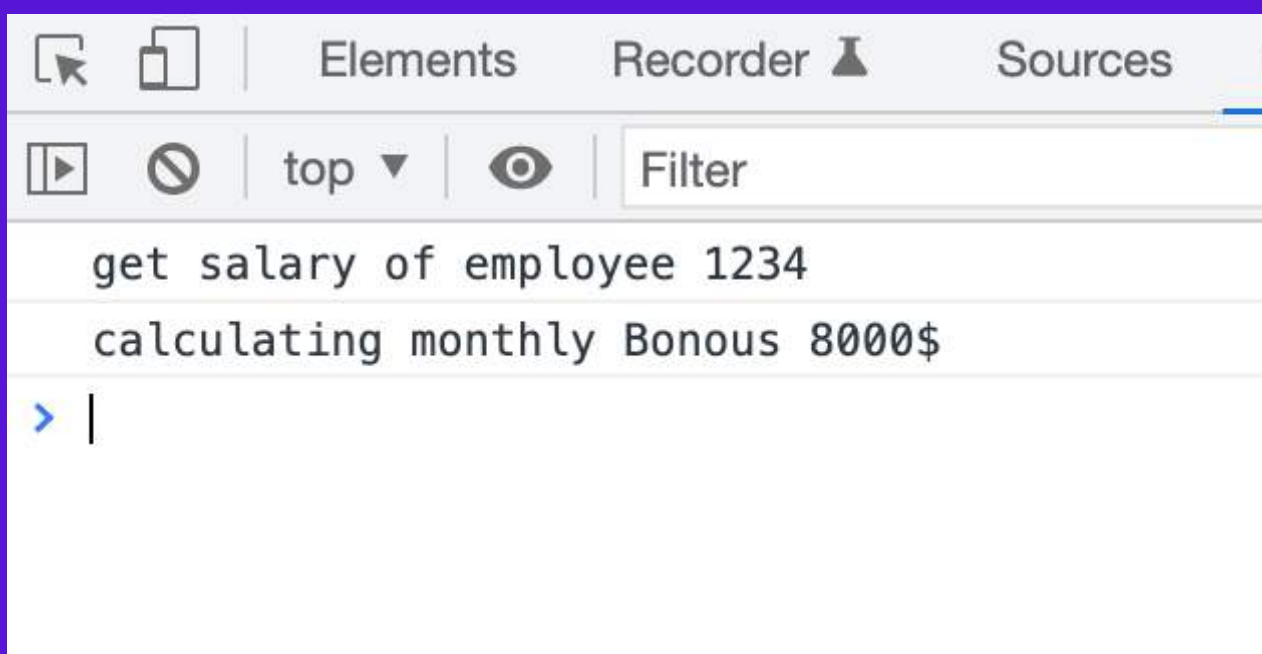 Elements Recorder Sources
top Filter
get salary of employee 1234
calculating monthly Bonous 8000$
>